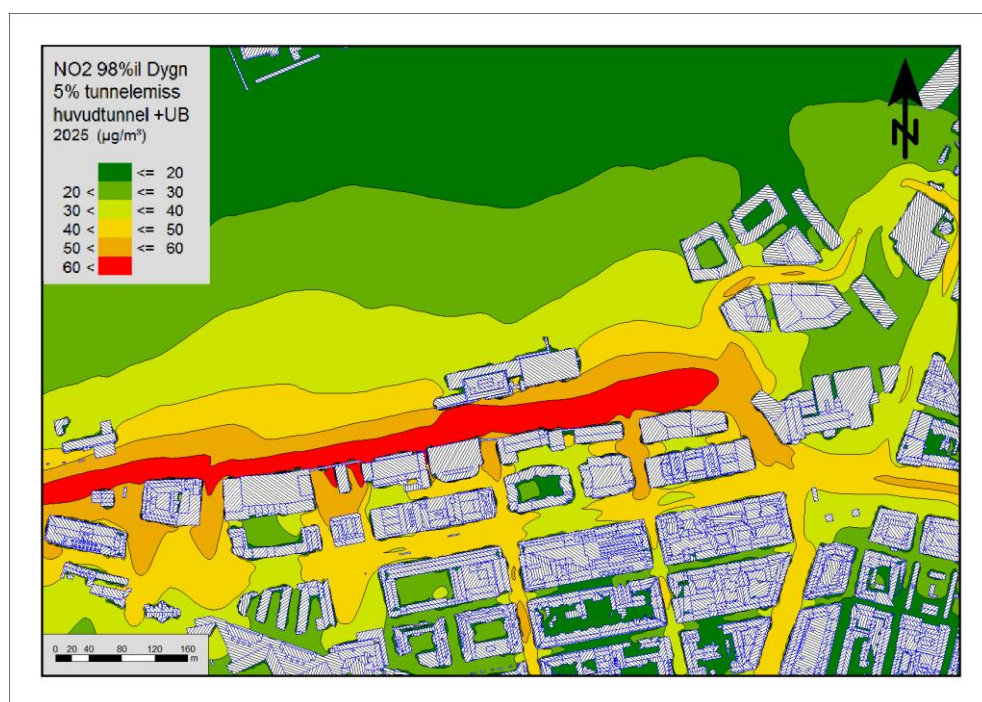 NO2 98%il Dygn
5% tunnelemiss
huvudtunnel +UB
2025 (µg/m³)
<= 20
20 < <= 30
30 < <= 40
40 < <= 50
50 < <= 60
60 <
N
0 20 40 80 120 160
m